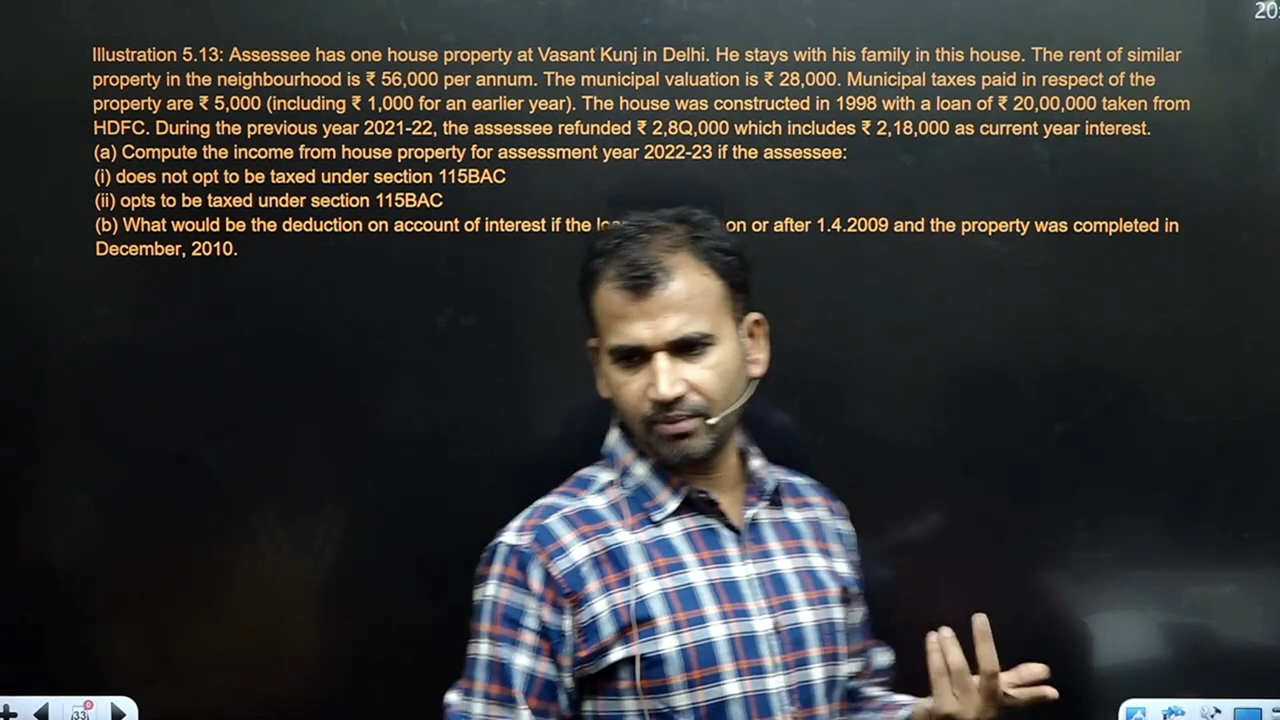 20:
Illustration 5.13: Assessee has one house property at Vasant Kunj in Delhi. He stays with his family in this house. The rent of similar
property in the neighbourhood is ₹ 56,000 per annum. The municipal valuation is ₹ 28,000. Municipal taxes paid in respect of the
property are ₹ 5,000 (including ₹ 1,000 for an earlier year). The house was constructed in 1998 with a loan of ₹ 20,00,000 taken from
HDFC. During the previous year 2021-22, the assessee refunded ₹ 2,8Q,000 which includes ₹ 2,18,000 as current year interest.
(a) Compute the income from house property for assessment year 2022-23 if the assessee:
(i) does not opt to be taxed under section 115BAC
(ii) opts to be taxed under section 115BAC
(b) What would be the deduction on account of interest if the on or after 1.4.2009 and the property was completed in
December, 2010.
33